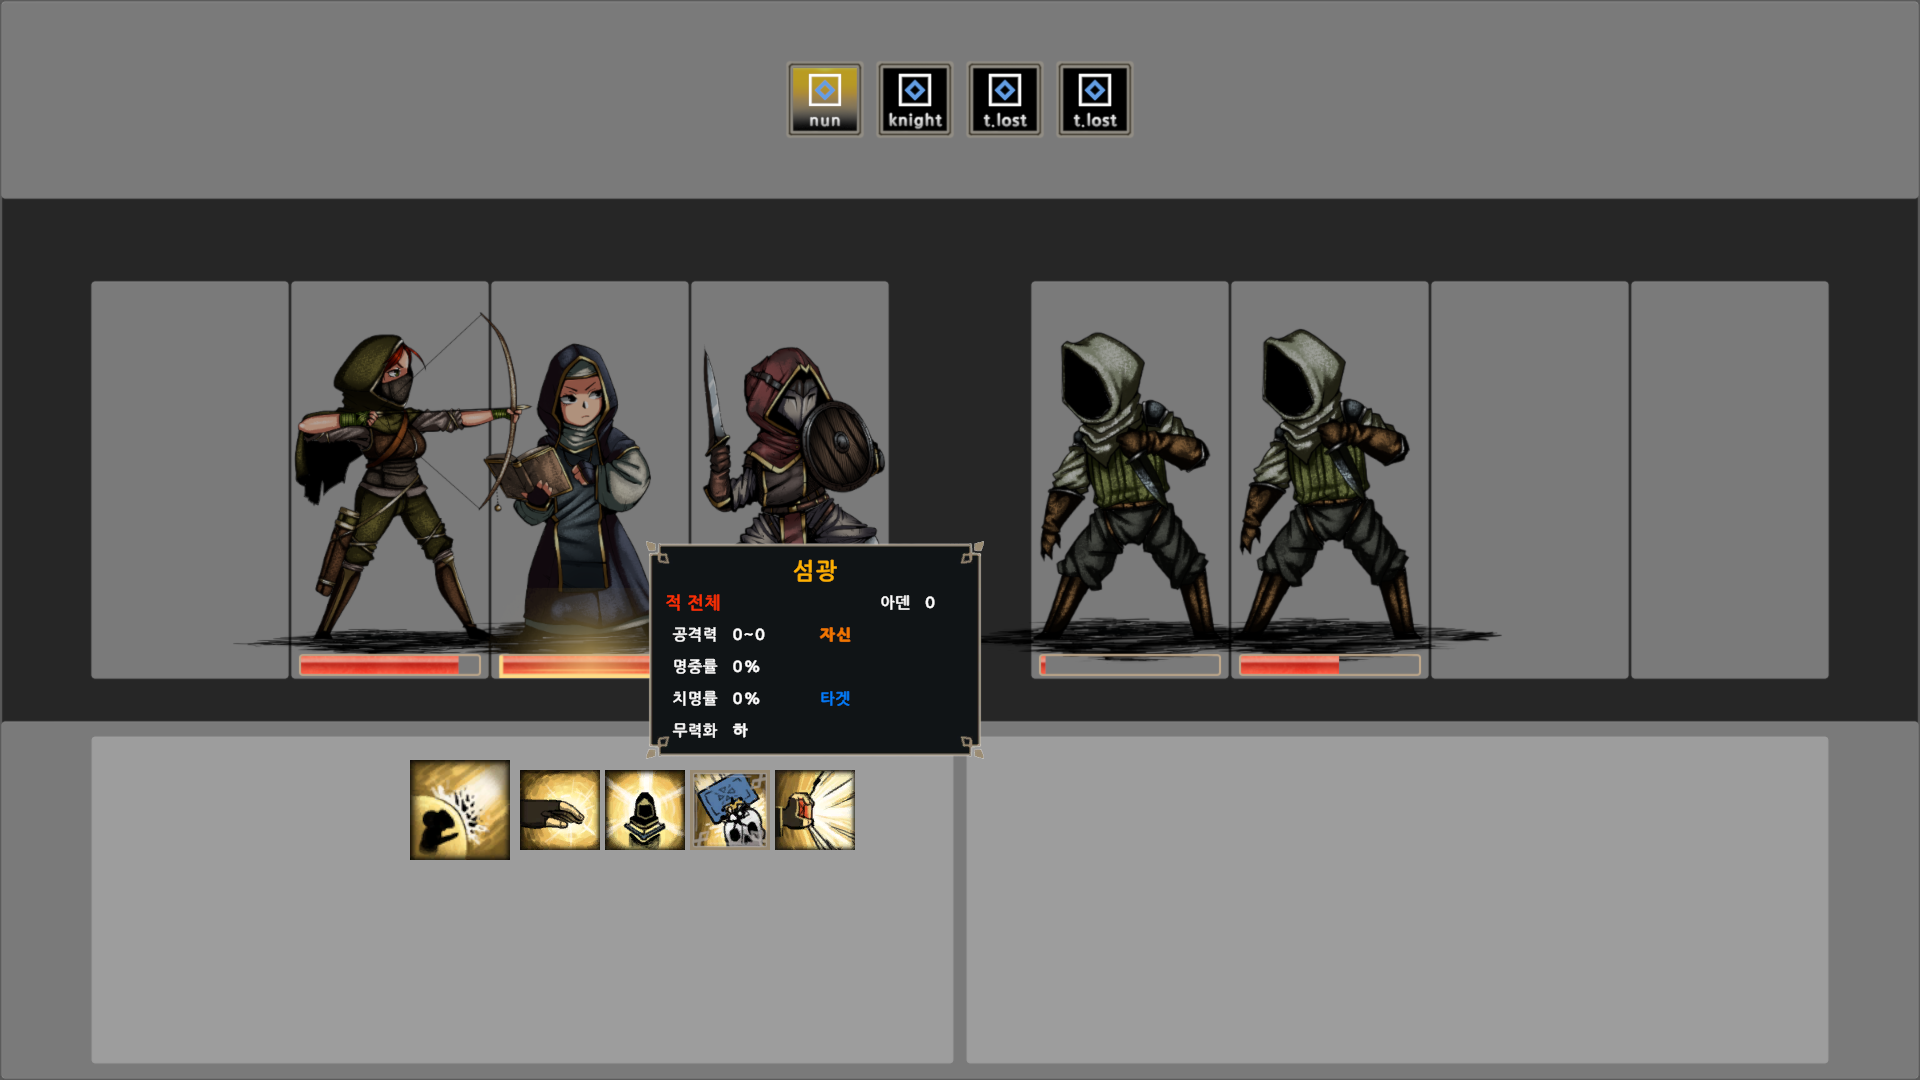 nun
knight
t.lost
t.lost
섬광
적 전체 아덴 0
공격력 0~0 자신
명중률 0%
치명률 0% 타겟
무력화 하